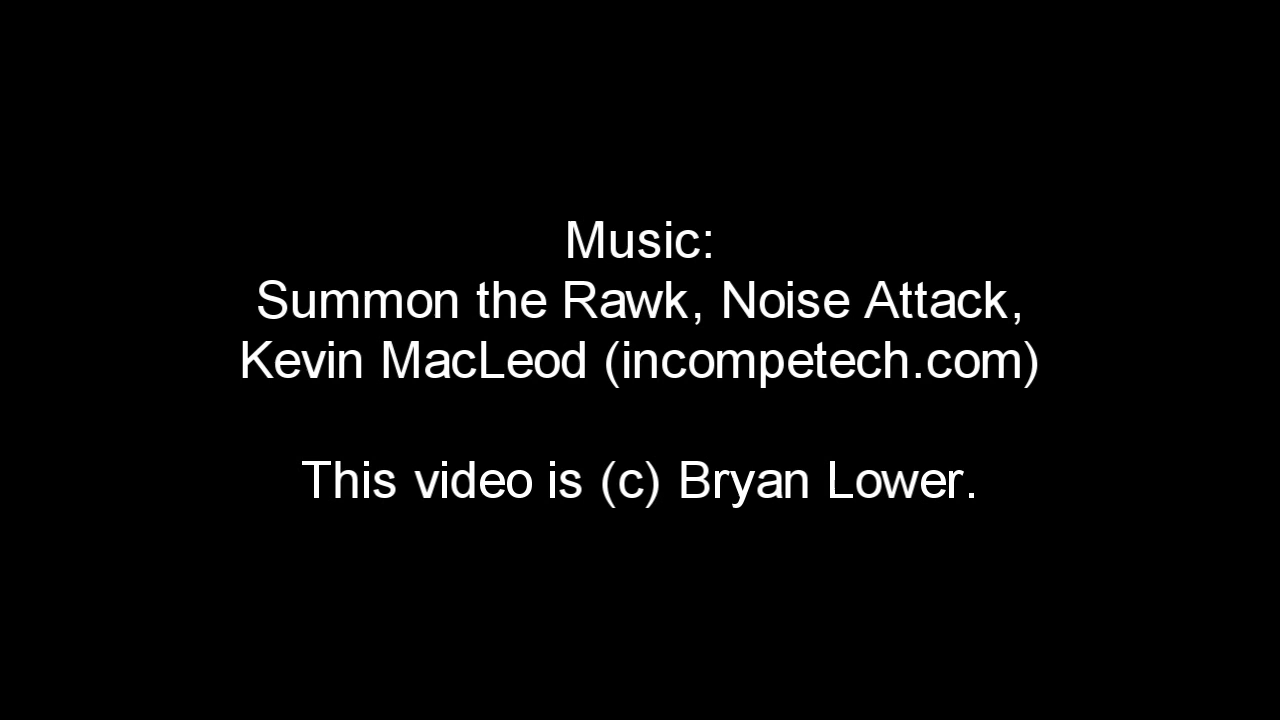 Music:
Summon the Rawk, Noise Attack,
Kevin MacLeod (incompetech.com)
This video is (c) Bryan Lower.